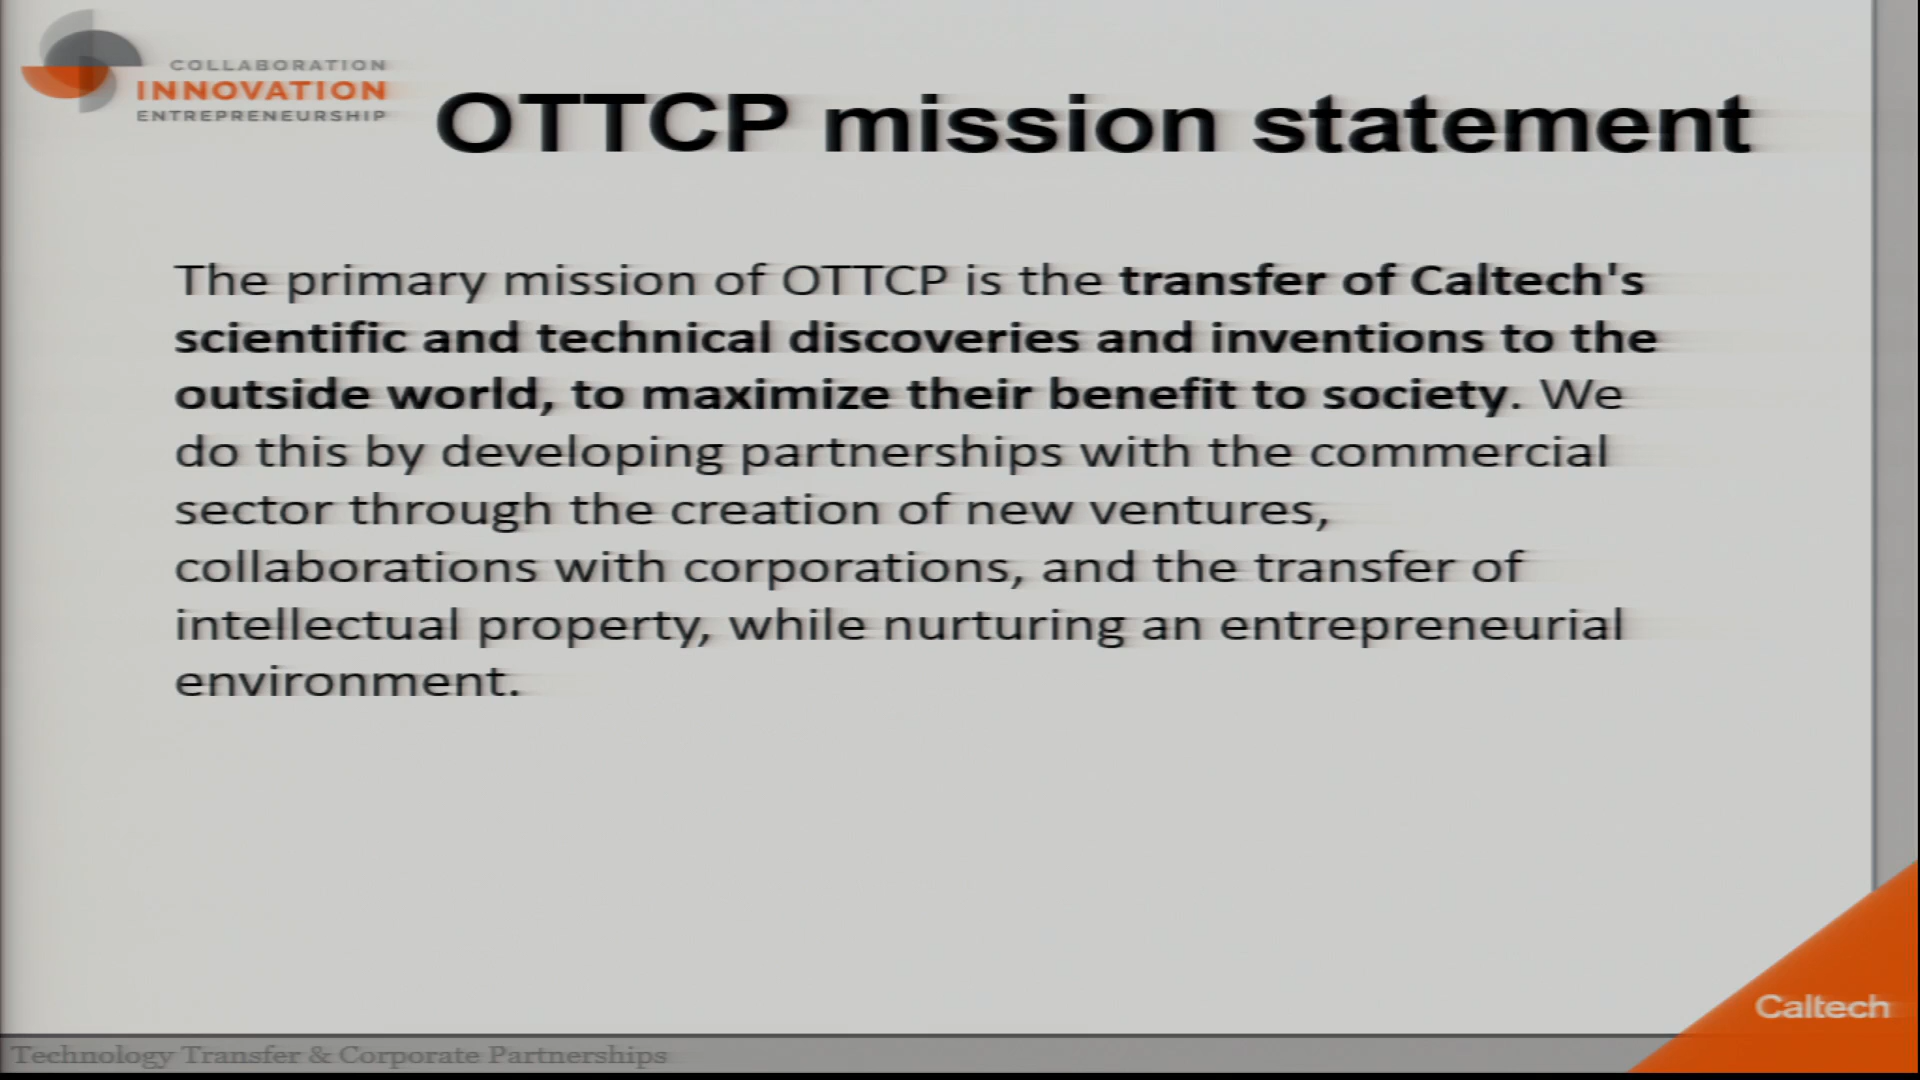 COLLABORATION
INNOVATION
ENTREPRENEURSHIP
OTTCP mission statement
The primary mission of OTTCP is the transfer of Caltech's
scientific and technical discoveries and inventions to the
outside world, to maximize their benefit to society. We
do this by developing partnerships with the commercial
sector through the creation of new ventures,
collaborations with corporations, and the transfer of
intellectual property, while nurturing an entrepreneurial
environment.
Caltech
Technology Transfer & Corporate Partnerships